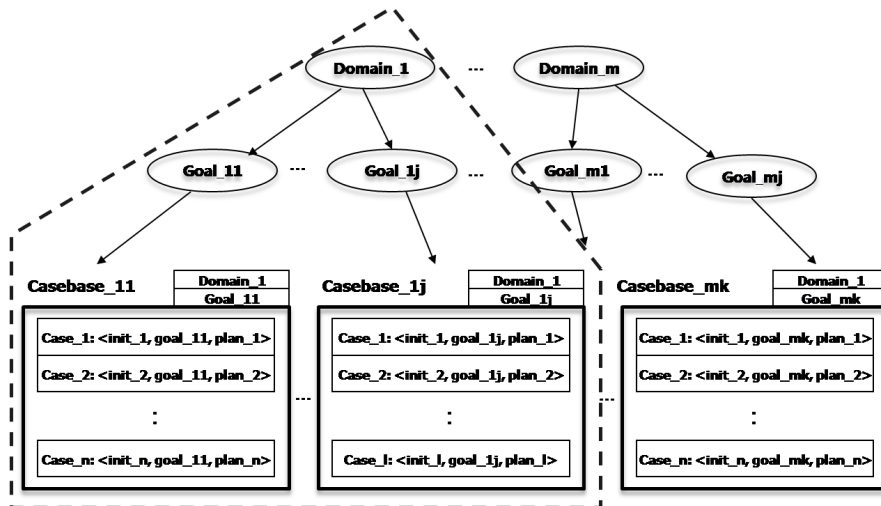 Domain_1 ... Domain_m
Goal_11 ... Goal_1j ... Goal_m1 ... Goal_mj
Casebase_11
Domain_1
Goal_11
Case_1: <init_1, goal_11, plan_1>
Case_2: <init_2, goal_11, plan_2>
:
Case_n: <init_n, goal_11, plan_n>
...
Casebase_1j
Domain_1
Goal_1j
Case_1: <init_1, goal_1j, plan_1>
Case_2: <init_2, goal_1j, plan_2>
:
Case_l: <init_l, goal_1j, plan_l>
...
Casebase_mk
Domain_1
Goal_mk
Case_1: <init_1, goal_mk, plan_1>
Case_2: <init_2, goal_mk, plan_2>
:
Case_n: <init_n, goal_mk, plan_n>